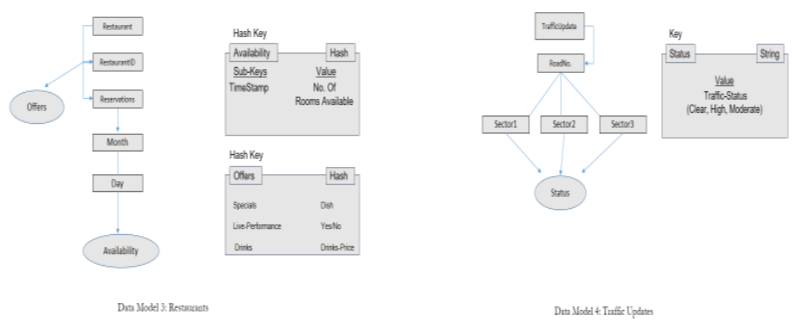 Restaurant
RestaurantID
Offers
Reservations
Month
Day
Availability
Hash Key
Availability Hash
Sub-Keys Value
TimeStamp No. Of
Rooms Available
Hash Key
Offers Hash
Specials Dish
Live-Performance Yes/No
Drinks Drinks-Price
Data Model 3: Restaurants
TrafficUpdate
RoadNo.
Sector1 Sector2 Sector3
Status
Key
Status String
Value
Traffic-Status
(Clear, High, Moderate)
Data Model 4: Traffic Updates